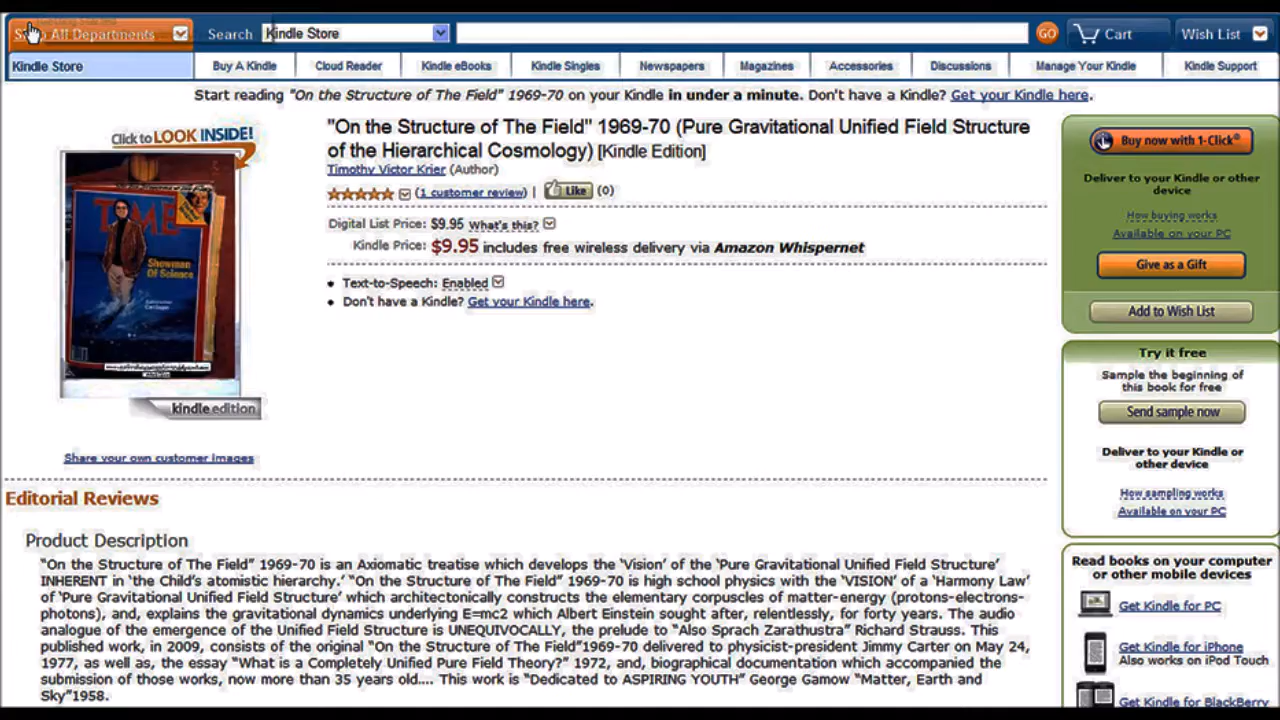 Shop All Departments Search Kindle Store GO Cart Wish List
Kindle Store Buy A Kindle Cloud Reader Kindle eBooks Kindle Singles Newspapers Magazines Accessories Discussions Manage Your Kindle Kindle Support
Start reading "On the Structure of The Field" 1969-70 on your Kindle in under a minute. Don't have a Kindle? Get your Kindle here.
Click to LOOK INSIDE!
TIME
Showman
Of Science
kindle edition
Share your own customer images
"On the Structure of The Field" 1969-70 (Pure Gravitational Unified Field Structure
of the Hierarchical Cosmology) [Kindle Edition]
Timothy Victor Krier (Author)
(1 customer review) | Like (0)
Digital List Price: $9.95 What's this?
Kindle Price: $9.95 includes free wireless delivery via Amazon Whispernet
• Text-to-Speech: Enabled
• Don't have a Kindle? Get your Kindle here.
Buy now with 1-Click®
Deliver to your Kindle or other
device
How buying works
Available on your PC
Give as a Gift
Add to Wish List
Try it free
Sample the beginning of
this book for free
Send sample now
Deliver to your Kindle or
other device
How sampling works
Available on your PC
Read books on your computer
or other mobile devices
Get Kindle for PC
Get Kindle for iPhone
Also works on iPod Touch
Get Kindle for BlackBerry
Editorial Reviews
Product Description
"On the Structure of The Field" 1969-70 is an Axiomatic treatise which develops the 'Vision' of the 'Pure Gravitational Unified Field Structure'
INHERENT in 'the Child's atomistic hierarchy.' "On the Structure of The Field" 1969-70 is high school physics with the 'VISION' of a 'Harmony Law'
of 'Pure Gravitational Unified Field Structure' which architectonically constructs the elementary corpuscles of matter-energy (protons-electrons-
photons), and, explains the gravitational dynamics underlying E=mc2 which Albert Einstein sought after, relentlessly, for forty years. The audio
analogue of the emergence of the Unified Field Structure is UNEQUIVOCALLY, the prelude to "Also Sprach Zarathustra" Richard Strauss. This
published work, in 2009, consists of the original "On the Structure of The Field"1969-70 delivered to physicist-president Jimmy Carter on May 24,
1977, as well as, the essay "What is a Completely Unified Pure Field Theory?" 1972, and, biographical documentation which accompanied the
submission of those works, now more than 35 years old.... This work is "Dedicated to ASPIRING YOUTH" George Gamow "Matter, Earth and
Sky"1958.